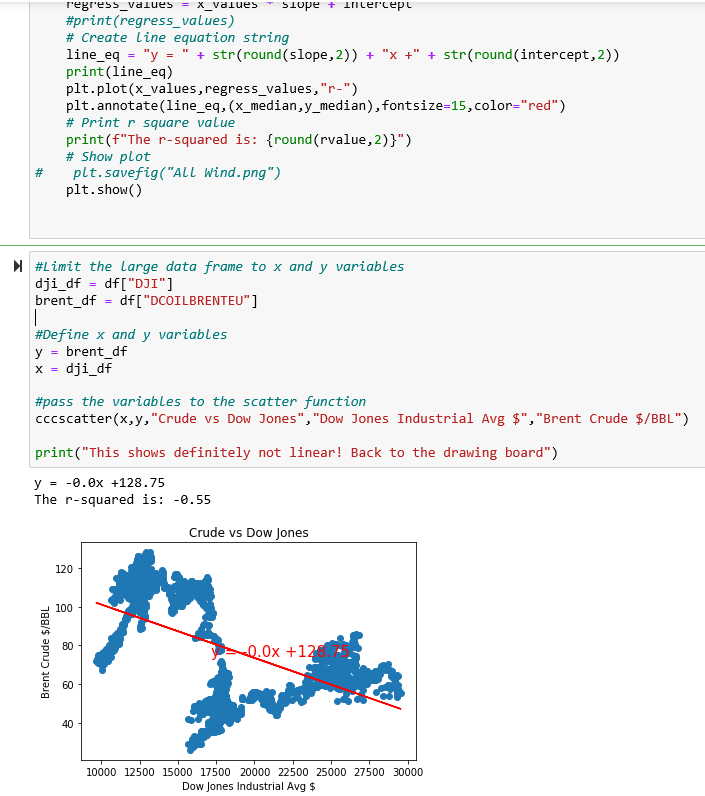 regress_values = x_values * slope + intercept
#print(regress_values)
# Create line equation string
line_eq = "y = " + str(round(slope,2)) + "x +" + str(round(intercept,2))
print(line_eq)
plt.plot(x_values,regress_values,"r-")
plt.annotate(line_eq,(x_median,y_median),fontsize=15,color="red")
# Print r square value
print(f"The r-squared is: {round(rvalue,2)}")
# Show plot
#    plt.savefig("All Wind.png")
plt.show()
#Limit the large data frame to x and y variables
dji_df = df["DJI"]
brent_df = df["DCOILBRENTEU"]
#Define x and y variables
y = brent_df
x = dji_df
#pass the variables to the scatter function
cccscatter(x,y,"Crude vs Dow Jones","Dow Jones Industrial Avg $","Brent Crude $/BBL")
print("This shows definitely not linear! Back to the drawing board")
y = -0.0x +128.75
The r-squared is: -0.55
Crude vs Dow Jones
120
100
80
60
40
Brent Crude $/BBL
y = -0.0x +128.75
10000 12500 15000 17500 20000 22500 25000 27500 30000
Dow Jones Industrial Avg $